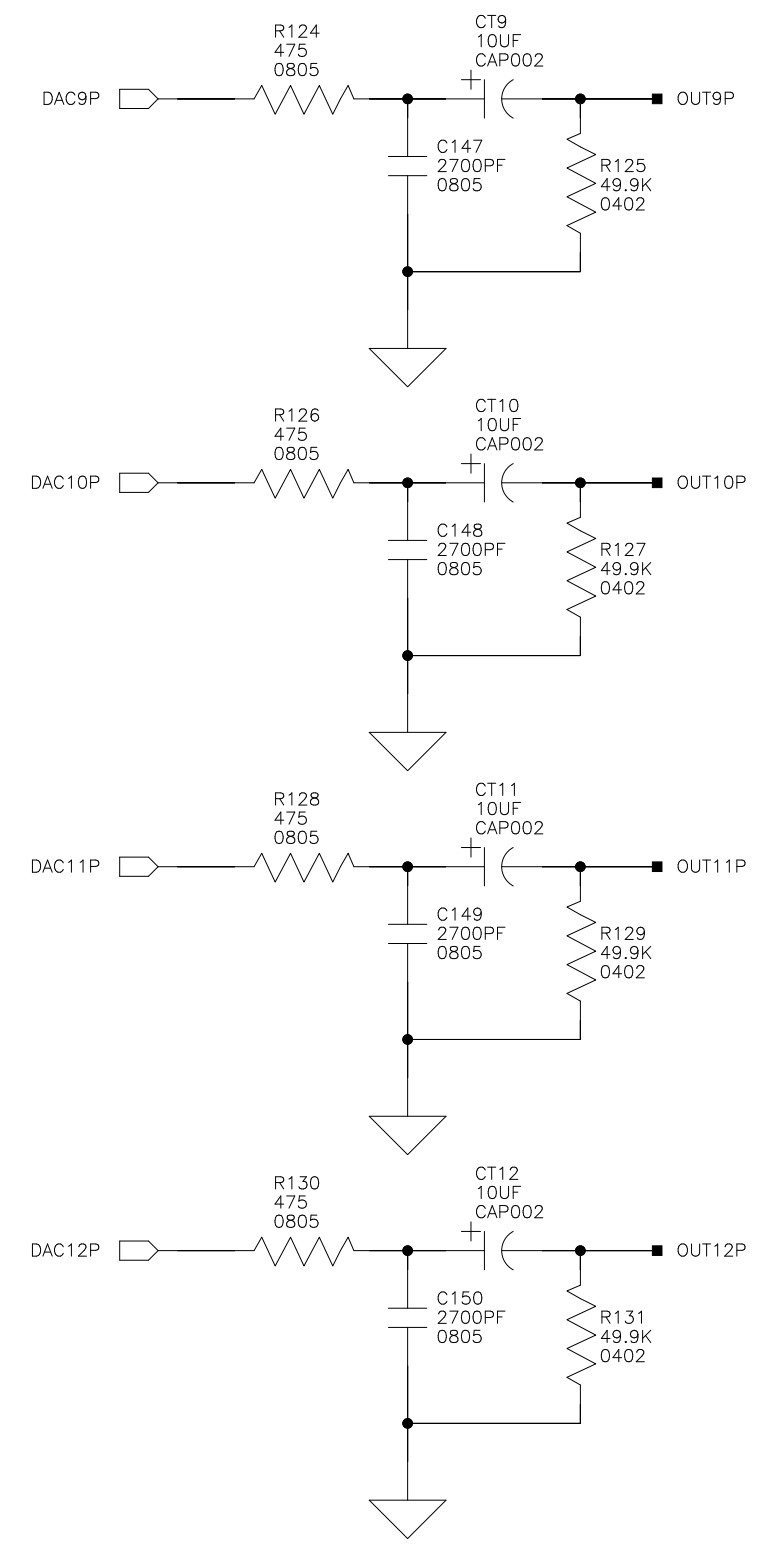 R124
475
0805
CT9
10UF
CAP002
DAC9P
OUT9P
C147
2700PF
0805
R125
49.9K
0402
R126
475
0805
CT10
10UF
CAP002
DAC10P
OUT10P
C148
2700PF
0805
R127
49.9K
0402
R128
475
0805
CT11
10UF
CAP002
DAC11P
OUT11P
C149
2700PF
0805
R129
49.9K
0402
R130
475
0805
CT12
10UF
CAP002
DAC12P
OUT12P
C150
2700PF
0805
R131
49.9K
0402